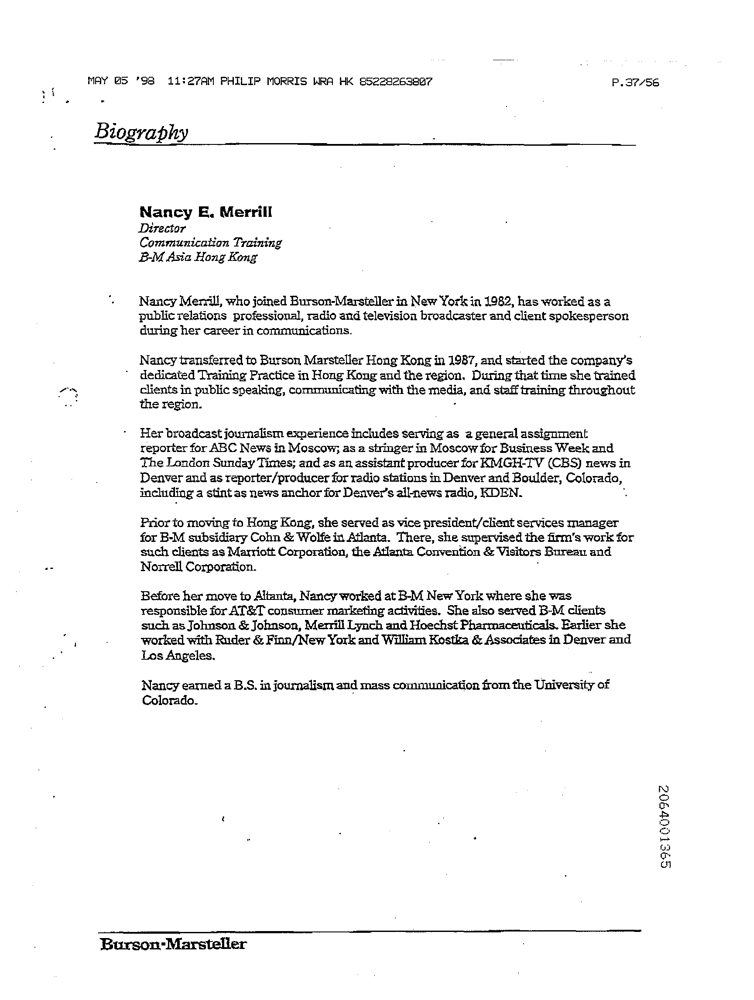 MAY 05 '98 11:27AM PHILIP MORRIS WRA HK 85228263807 P.37/56
Biography
Nancy E. Merrill
Director
Communication Training
B-M Asia Hong Kong
Nancy Merrill, who joined Burson-Marsteller in New York in 1982, has worked as a
public relations professional, radio and television broadcaster and client spokesperson
during her career in communications.
Nancy transferred to Burson Marsteller Hong Kong in 1987, and started the company's
dedicated Training Practice in Hong Kong and the region. During that time she trained
clients in public speaking, communicating with the media, and staff training throughout
the region.
Her broadcast journalism experience includes serving as a general assignment
reporter for ABC News in Moscow; as a stringer in Moscow for Business Week and
The London Sunday Times; and as an assistant producer for KMGH-TV (CBS) news in
Denver and as reporter/producer for radio stations in Denver and Boulder, Colorado,
including a stint as news anchor for Denver's all-news radio, KDEN.
Prior to moving to Hong Kong, she served as vice president/client services manager
for B-M subsidiary Cohn & Wolfe in Atlanta. There, she supervised the firm's work for
such clients as Marriott Corporation, the Atlanta Convention & Visitors Bureau and
Norrell Corporation.
Before her move to Altanta, Nancy worked at B-M New York where she was
responsible for AT&T consumer marketing activities. She also served B-M clients
such as Johnson & Johnson, Merrill Lynch and Hoechst Pharmaceuticals. Earlier she
worked with Ruder & Finn/New York and William Kostka & Associates in Denver and
Los Angeles.
Nancy earned a B.S. in journalism and mass communication from the University of
Colorado.
2064001365
Burson-Marsteller